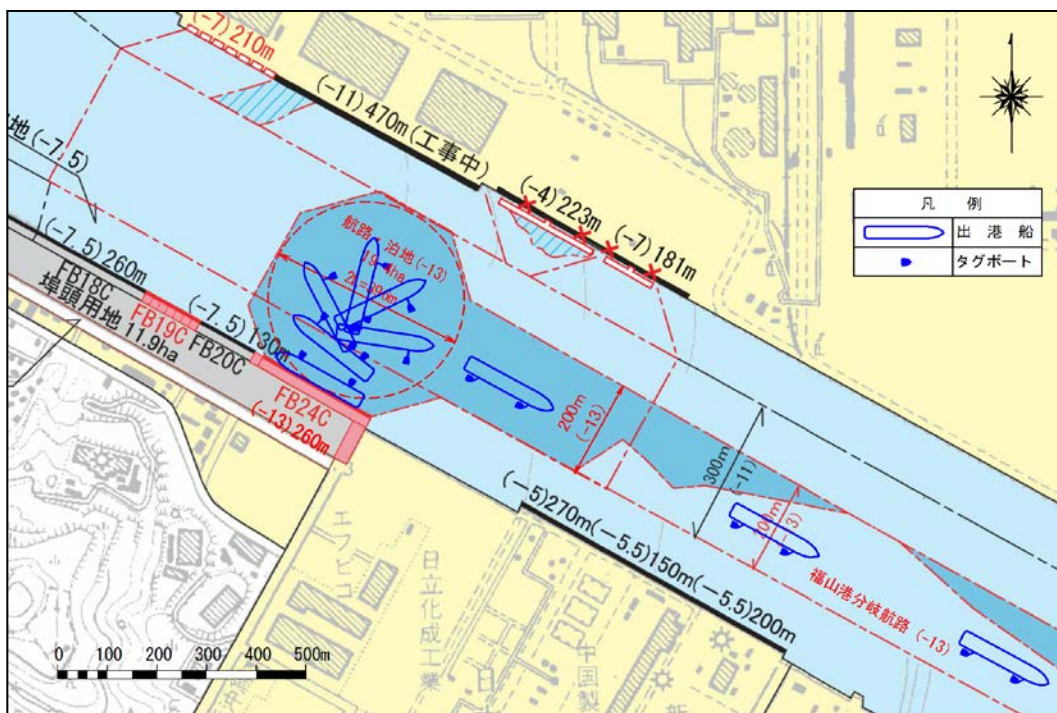 (-7)210m
(-11)470m(工事中)
(-4)223m
(-7)181m
凡 例
出 港 船
タグボート
地(-7.5)
(-7.5)260m
FB18C
埠頭用地 11.9ha
FB19C
FB20C
(-7.5)130m
FB24C
(-13)260m
航路・泊地(-13)
200m
(-13)
300m
(-11)
福山港分岐航路 (-13)
(-5)270m(-5.5)150m(-5.5)200m
エフピコ
日立化成工業
中国製
新
日
0 100 200 300 400 500m